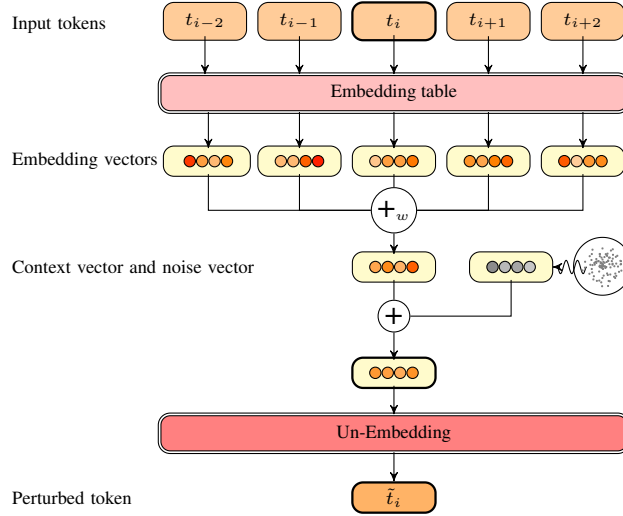 Input tokens t_{i−2} t_{i−1} t_i t_{i+1} t_{i+2}
Embedding table
Embedding vectors
+_w
Context vector and noise vector
+
Un-Embedding
Perturbed token t̃_i